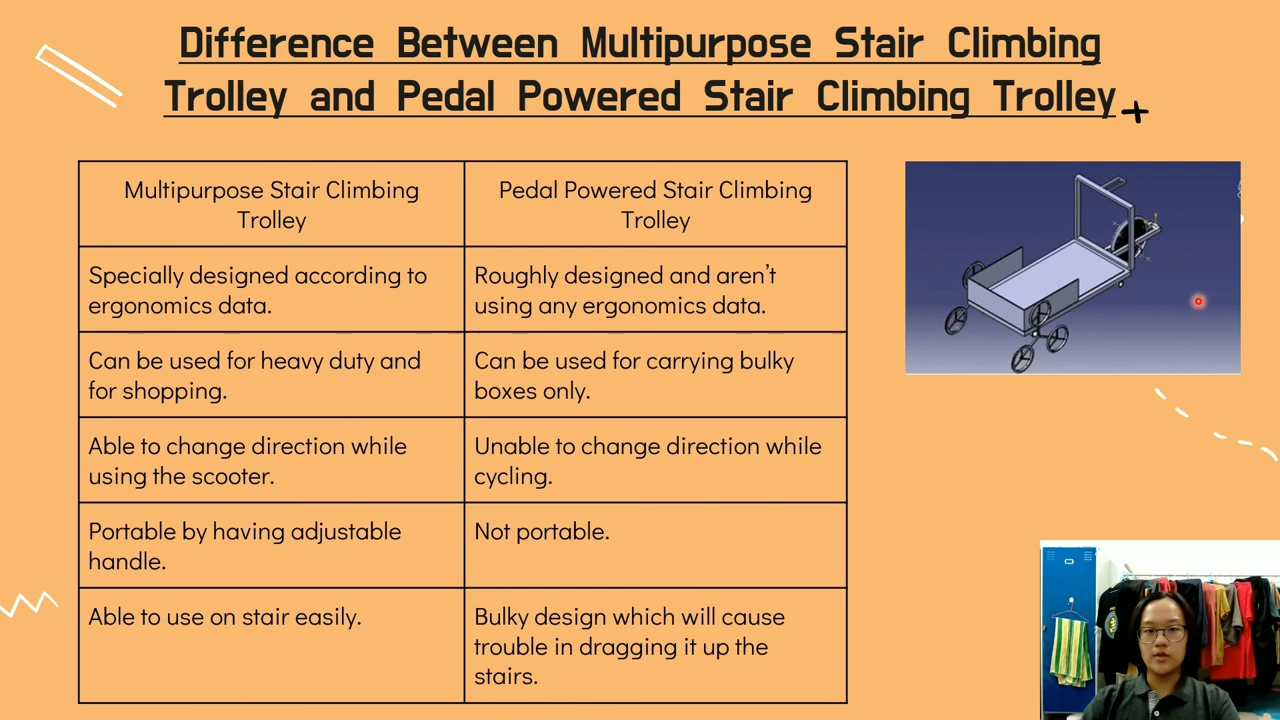 Difference Between Multipurpose Stair Climbing
Trolley and Pedal Powered Stair Climbing Trolley
Multipurpose Stair Climbing
Trolley
Pedal Powered Stair Climbing
Trolley
Specially designed according to
ergonomics data.
Roughly designed and aren't
using any ergonomics data.
Can be used for heavy duty and
for shopping.
Can be used for carrying bulky
boxes only.
Able to change direction while
using the scooter.
Unable to change direction while
cycling.
Portable by having adjustable
handle.
Not portable.
Able to use on stair easily.
Bulky design which will cause
trouble in dragging it up the
stairs.